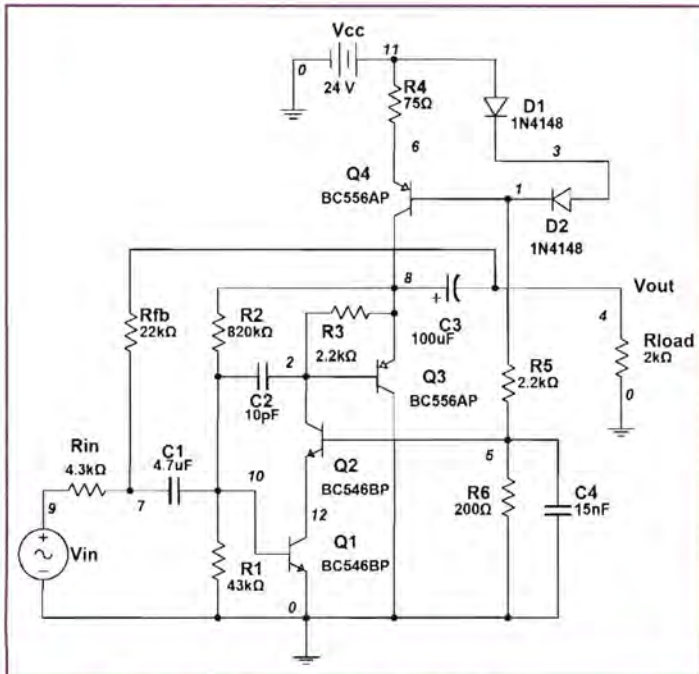 Vcc
11
0
24 V
R4
75Ω
D1
1N4148
6
3
Q4
BC556AP
1
D2
1N4148
8
Vout
Rfb
22kΩ
R2
820kΩ
R3
2.2kΩ
+
C3
100uF
4
Rload
2kΩ
2
R5
2.2kΩ
Q3
BC556AP
C2
10pF
0
Rin
4.3kΩ
C1
4.7uF
10
5
Q2
BC546BP
R6
200Ω
C4
15nF
9
7
12
+
Vin
Q1
BC546BP
R1
43kΩ
0